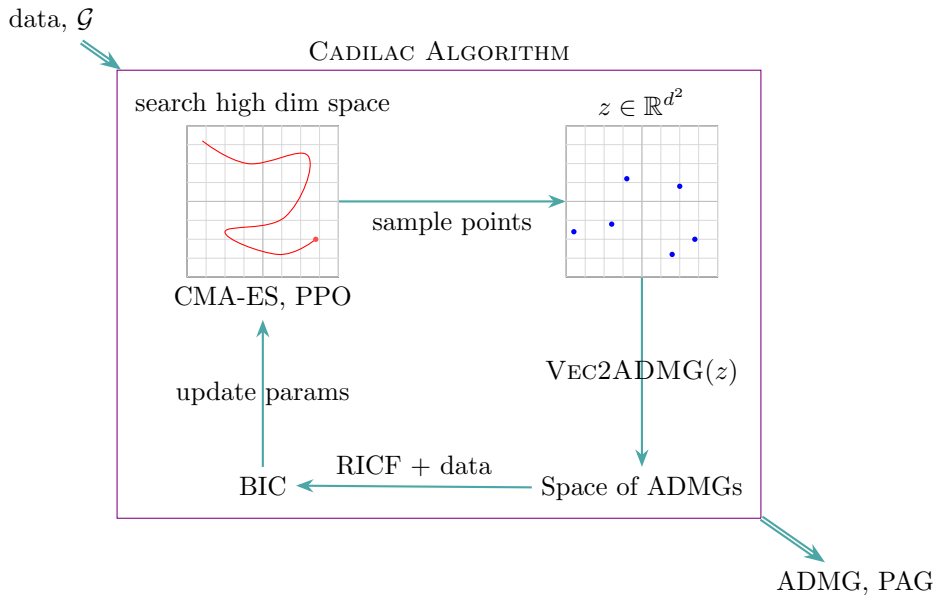 data, 𝒢
CADILAC ALGORITHM
search high dim space
z ∈ ℝ^{d^2}
sample points
CMA-ES, PPO
VEC2ADMG(z)
update params
RICF + data
BIC
Space of ADMGs
ADMG, PAG